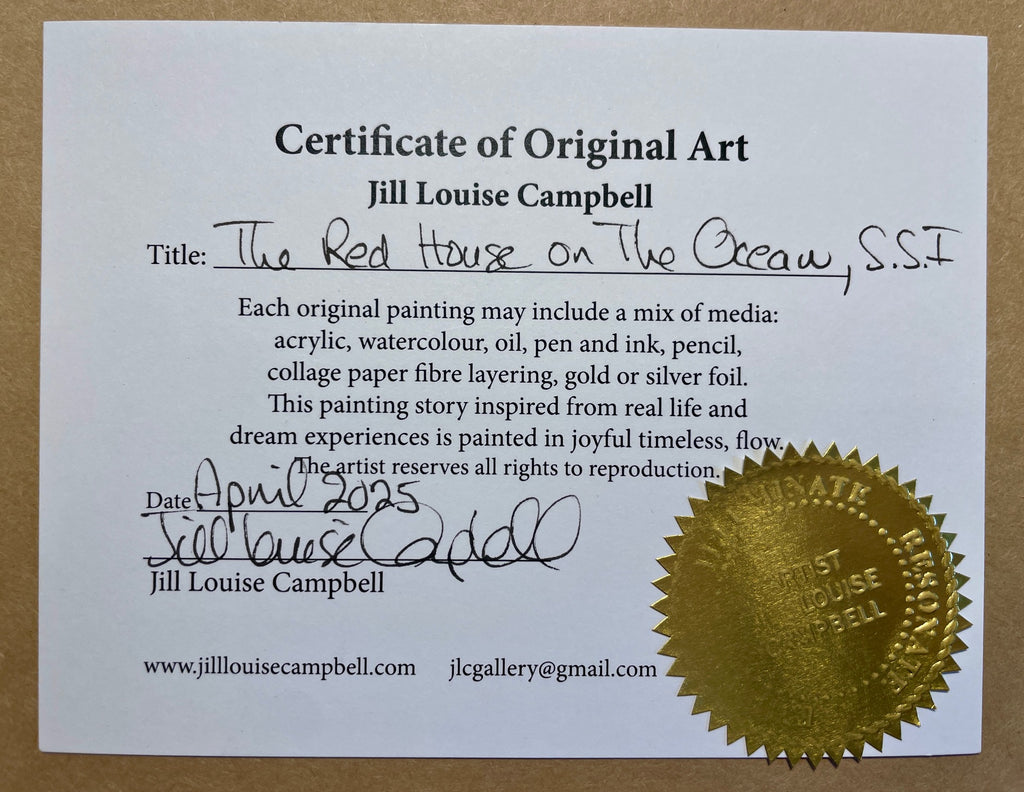 Certificate of Original Art
Jill Louise Campbell
Title: The Red House on The Ocean, S.S.I
Each original painting may include a mix of media:
acrylic, watercolour, oil, pen and ink, pencil,
collage paper fibre layering, gold or silver foil.
This painting story inspired from real life and
dream experiences is painted in joyful timeless, flow.
The artist reserves all rights to reproduction.
Date April 2025
Jill Louise Campbell
Jill Louise Campbell
www.jilllouisecampbell.com jlcgallery@gmail.com
RESONATE
LOUISE